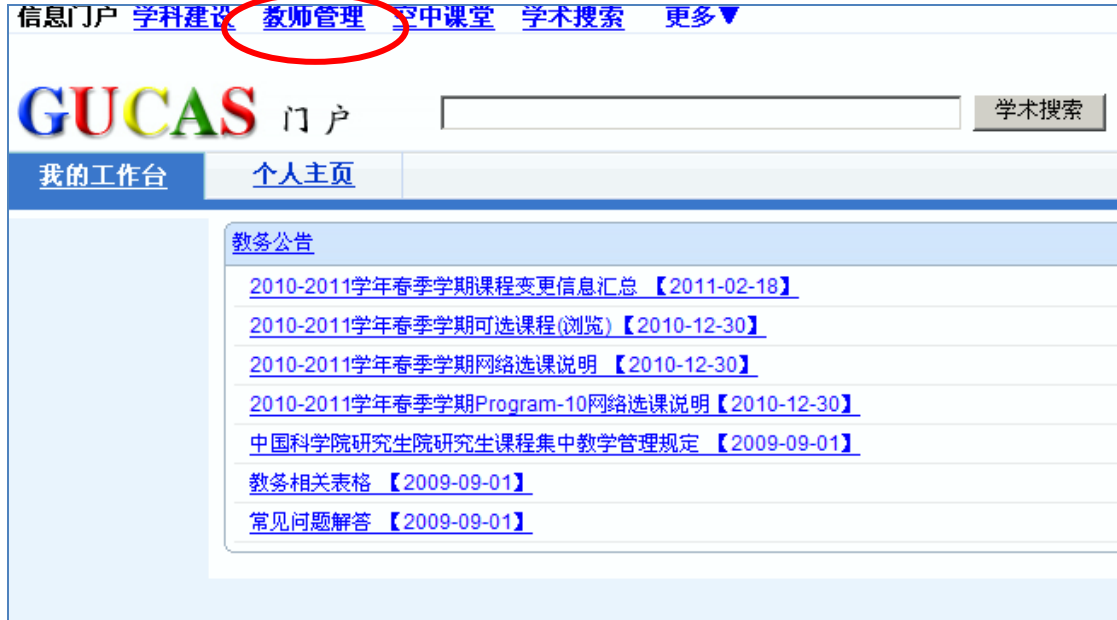 信息门户 学科建设 教师管理 空中课堂 学术搜索 更多▼
GUCAS 门户 学术搜索
我的工作台 个人主页
教务公告
2010-2011学年春季学期课程变更信息汇总 【2011-02-18】
2010-2011学年春季学期可选课程(浏览)【2010-12-30】
2010-2011学年春季学期网络选课说明 【2010-12-30】
2010-2011学年春季学期Program-10网络选课说明【2010-12-30】
中国科学院研究生院研究生课程集中教学管理规定 【2009-09-01】
教务相关表格 【2009-09-01】
常见问题解答 【2009-09-01】